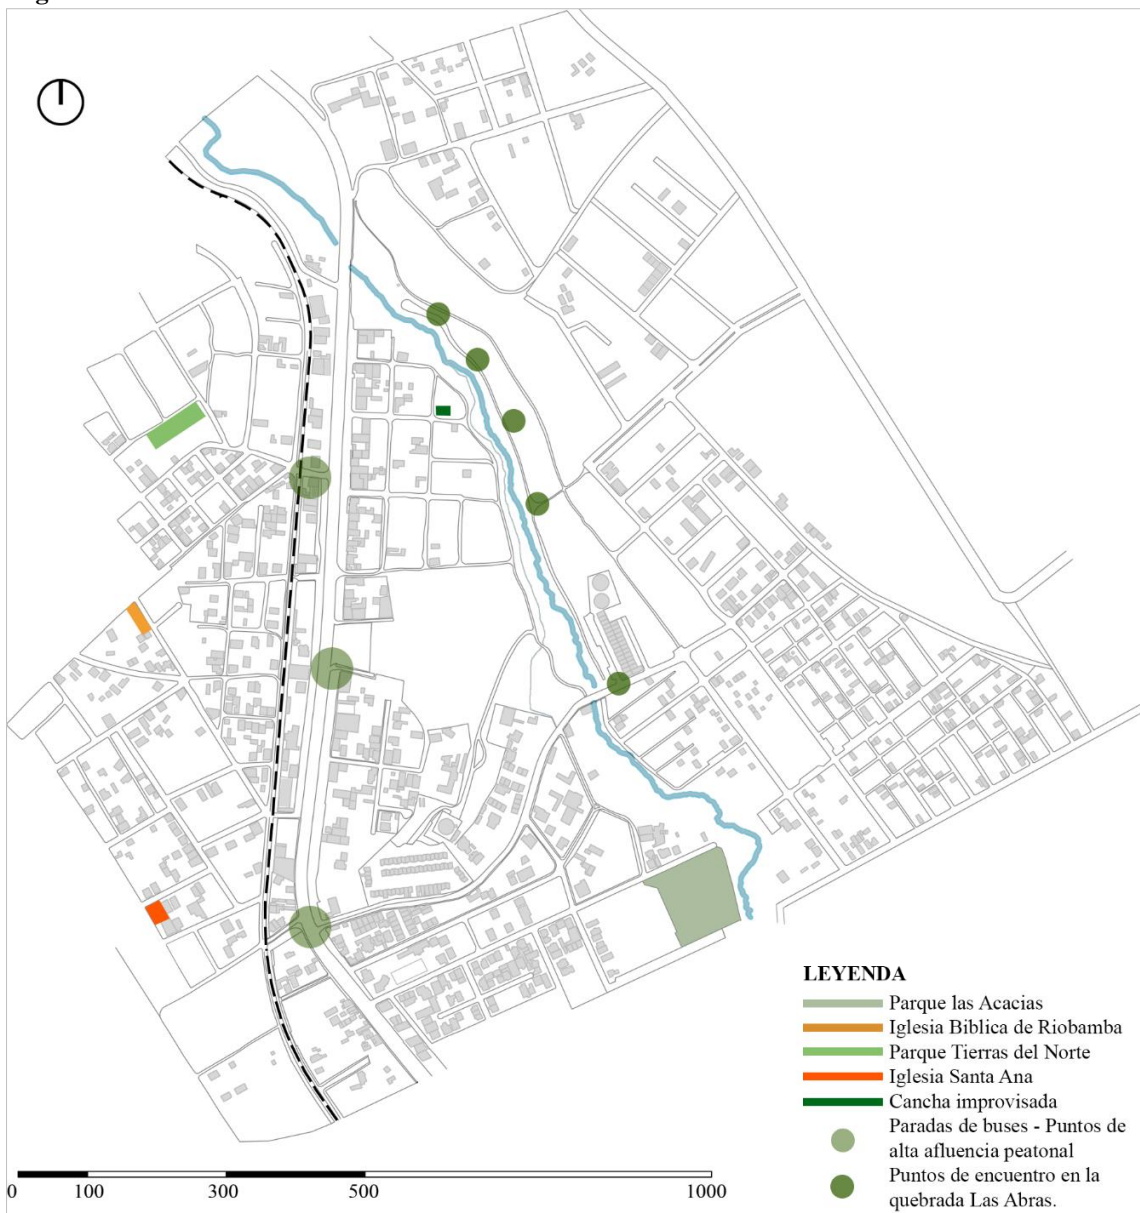 LEYENDA
Parque las Acacias
Iglesia Biblica de Riobamba
Parque Tierras del Norte
Iglesia Santa Ana
Cancha improvisada
Paradas de buses - Puntos de
alta afluencia peatonal
Puntos de encuentro en la
quebrada Las Abras.
0 100 300 500 1000